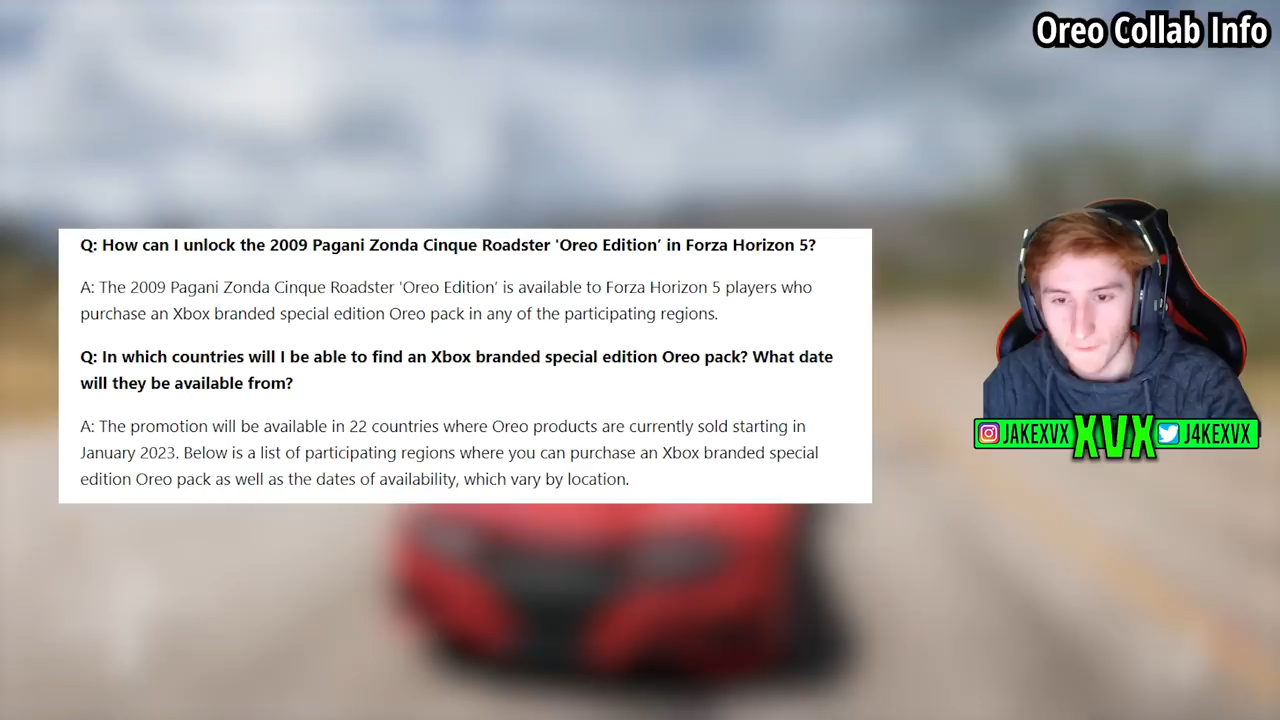 Oreo Collab Info
Q: How can I unlock the 2009 Pagani Zonda Cinque Roadster 'Oreo Edition’ in Forza Horizon 5?
A: The 2009 Pagani Zonda Cinque Roadster ‘Oreo Edition’ is available to Forza Horizon 5 players who
purchase an Xbox branded special edition Oreo pack in any of the participating regions.
Q: In which countries will I be able to find an Xbox branded special edition Oreo pack? What date
will they be available from?
A: The promotion will be available in 22 countries where Oreo products are currently sold starting in
January 2023. Below is a list of participating regions where you can purchase an Xbox branded special
edition Oreo pack as well as the dates of availability, which vary by location.
JAKEXVX XVX J4KEXVX